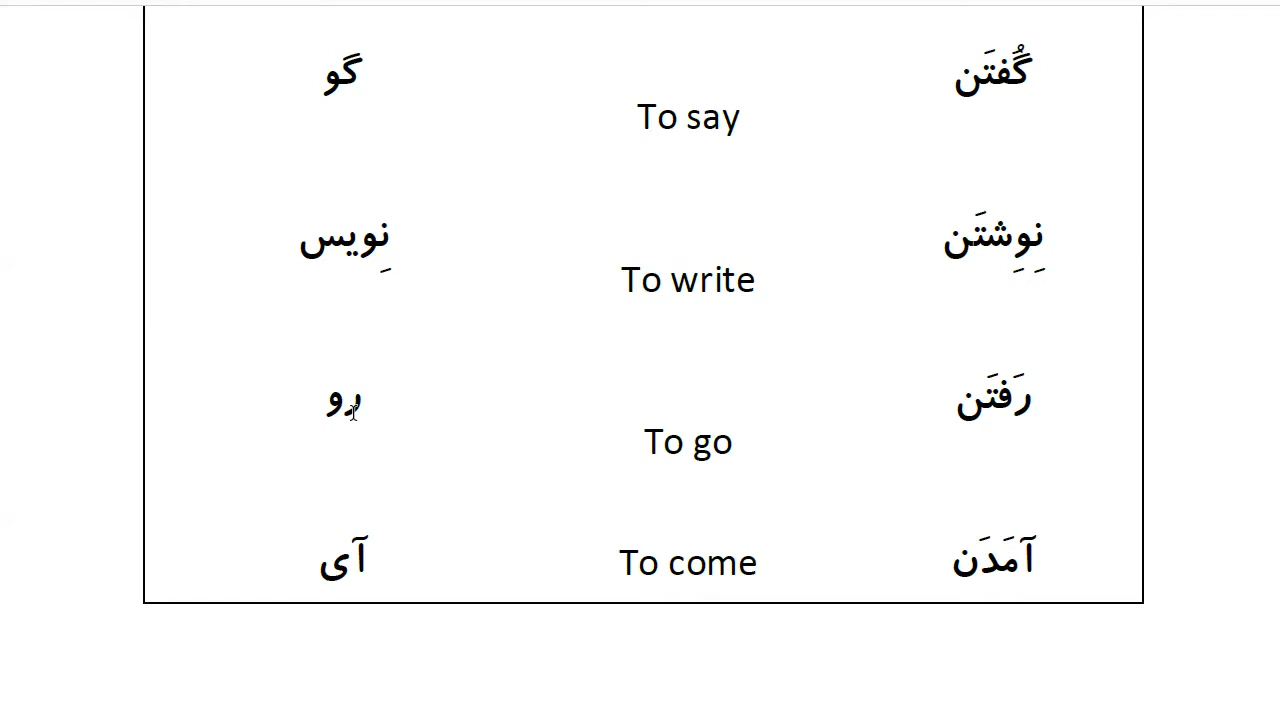 گُفتَن
To say
گو
نِوِشتَن
To write
نِویس
رَفتَن
To go
رو
آمَدَن
To come
آی